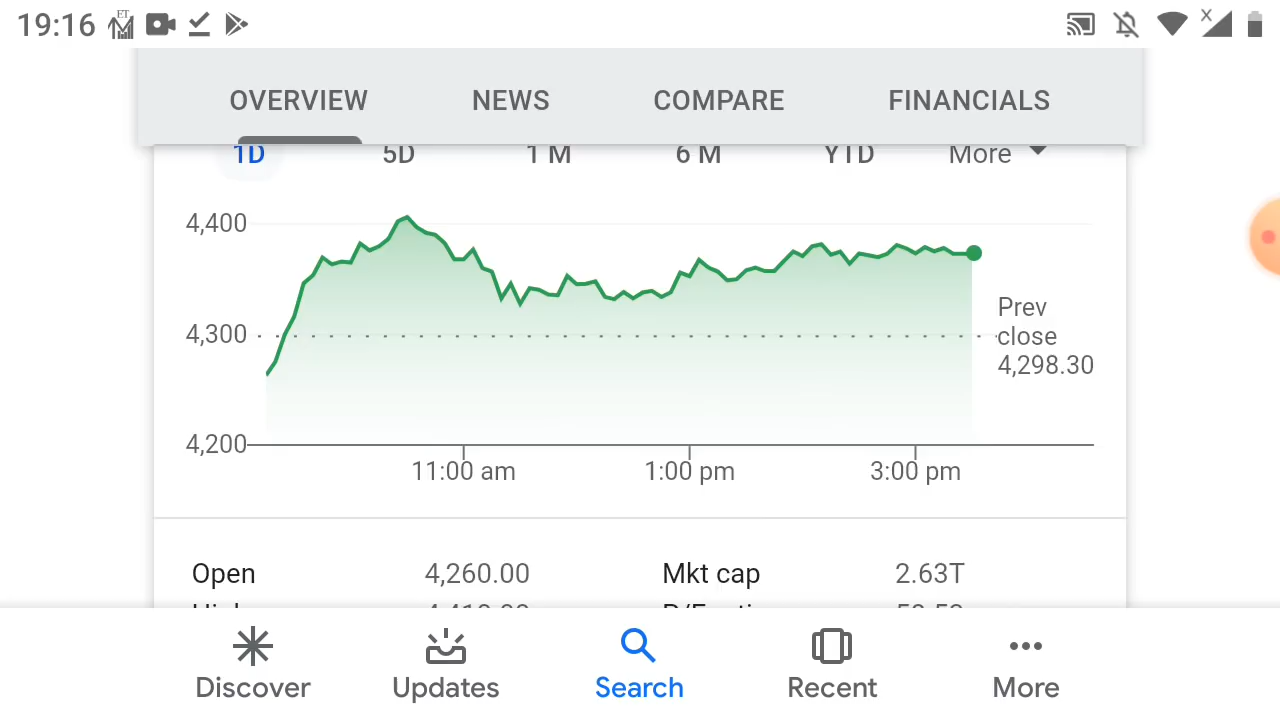 19:16 ET X
OVERVIEW NEWS COMPARE FINANCIALS
1D 5D 1 M 6 M YTD More
4,400
4,300
4,200
Prev
close
4,298.30
11:00 am 1:00 pm 3:00 pm
Open 4,260.00 Mkt cap 2.63T
Discover Updates Search Recent More